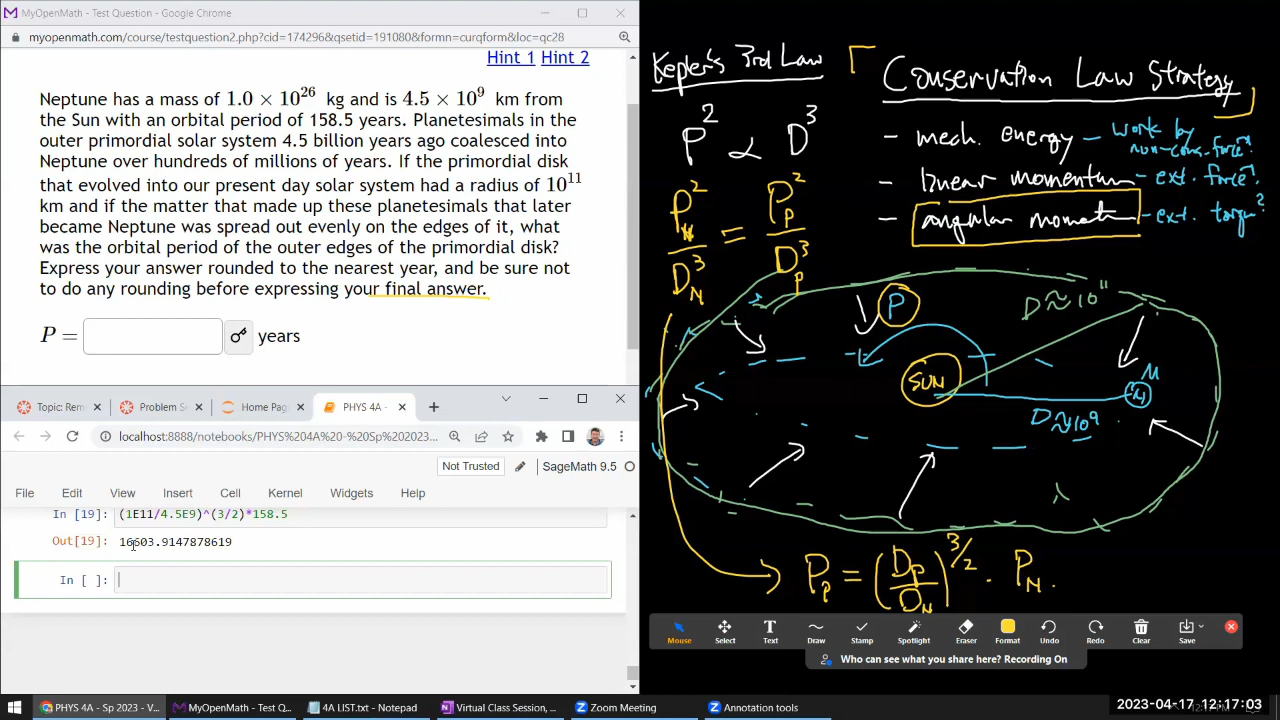 MyOpenMath - Test Question - Google Chrome
myopenmath.com/course/testquestion2.php?cid=174296&qsetid=191080&formn=curqform&loc=qc28
Hint 1 Hint 2
Neptune has a mass of 1.0 × 10^26 kg and is 4.5 × 10^9 km from
the Sun with an orbital period of 158.5 years. Planetesimals in the
outer primordial solar system 4.5 billion years ago coalesced into
Neptune over hundreds of millions of years. If the primordial disk
that evolved into our present day solar system had a radius of 10^11
km and if the matter that made up these planetesimals that later
became Neptune was spread out evenly on the edges of it, what
was the orbital period of the outer edges of the primordial disk?
Express your answer rounded to the nearest year, and be sure not
to do any rounding before expressing your final answer.
P = years
Topic Rem
Problem S
Home Page
PHYS 4A -
localhost:8888/notebooks/PHYS%204A%20-%20Sp%202023...
Not Trusted
SageMath 9.5
File Edit View Insert Cell Kernel Widgets Help
In [19]: (1E11/4.5E9)^(3/2)*158.5
Out[19]: 16603.9147878619
In [ ]:
Kepler's 3rd Law
P^2 ∝ D^3
P_N^2 / D_N^3 = P_P^2 / D_P^3
Conservation Law Strategy
- mech. energy - work by
non-cons. force?
- linear momentum - ext. force?
- angular moment - ext. torque?
D≈10^11
P
SUN
M
D≈10^9
P_P = (D_P/D_N)^3/2 · P_N.
Mouse Select Text Draw Stamp Spotlight Eraser Format Undo Redo Clear Save
Who can see what you share here? Recording On
PHYS 4A - Sp 2023 - V...
MyOpenMath - Test Q...
4A LIST.txt - Notepad
Virtual Class Session, ...
Zoom Meeting
Annotation tools
2023-04-17 12:17:03